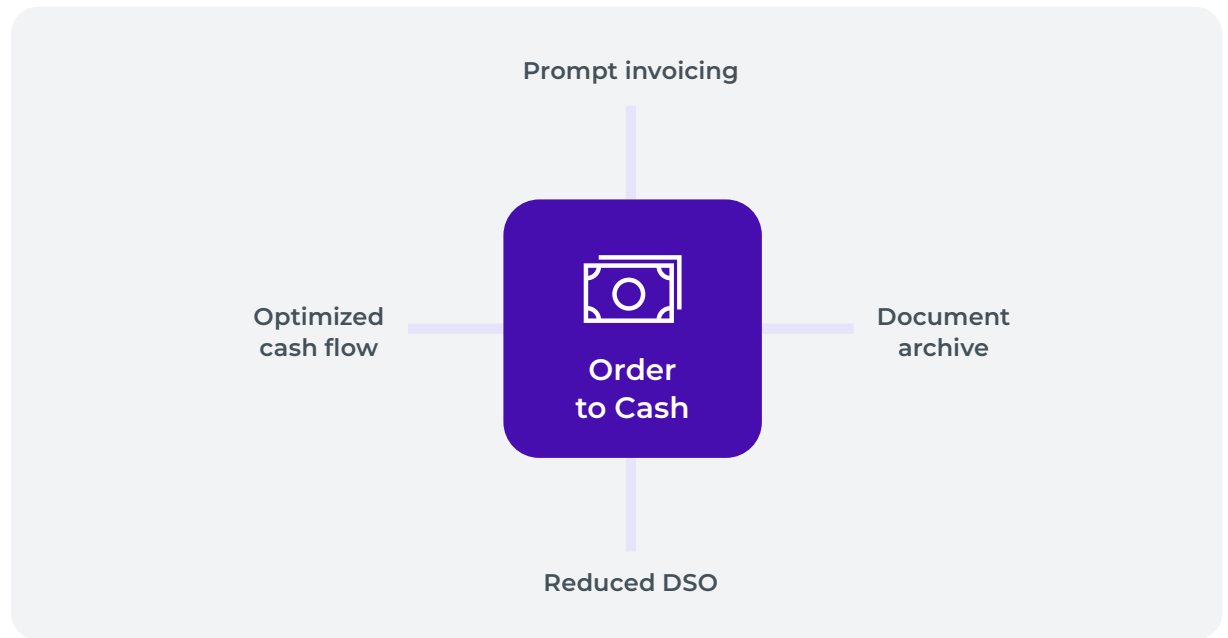 Prompt invoicing
Optimized
cash flow
Order
to Cash
Document
archive
Reduced DSO